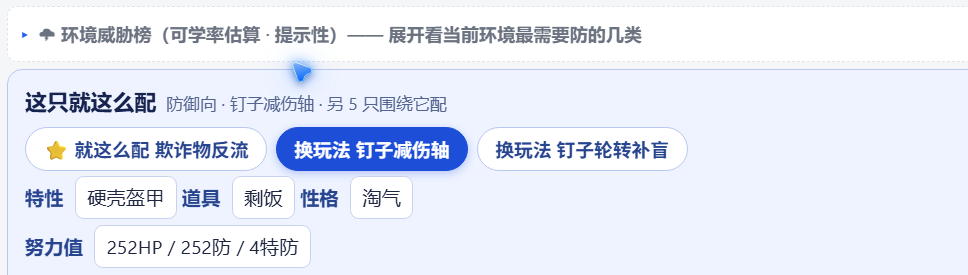 环境威胁榜（可学率估算 · 提示性）—— 展开看当前环境最需要防的几类
这只就这么配 防御向 · 钉子减伤轴 · 另 5 只围绕它配
就这么配 欺诈物反流 换玩法 钉子减伤轴 换玩法 钉子轮转补盲
特性 硬壳盔甲 道具 剩饭 性格 淘气
努力值 252HP / 252防 / 4特防